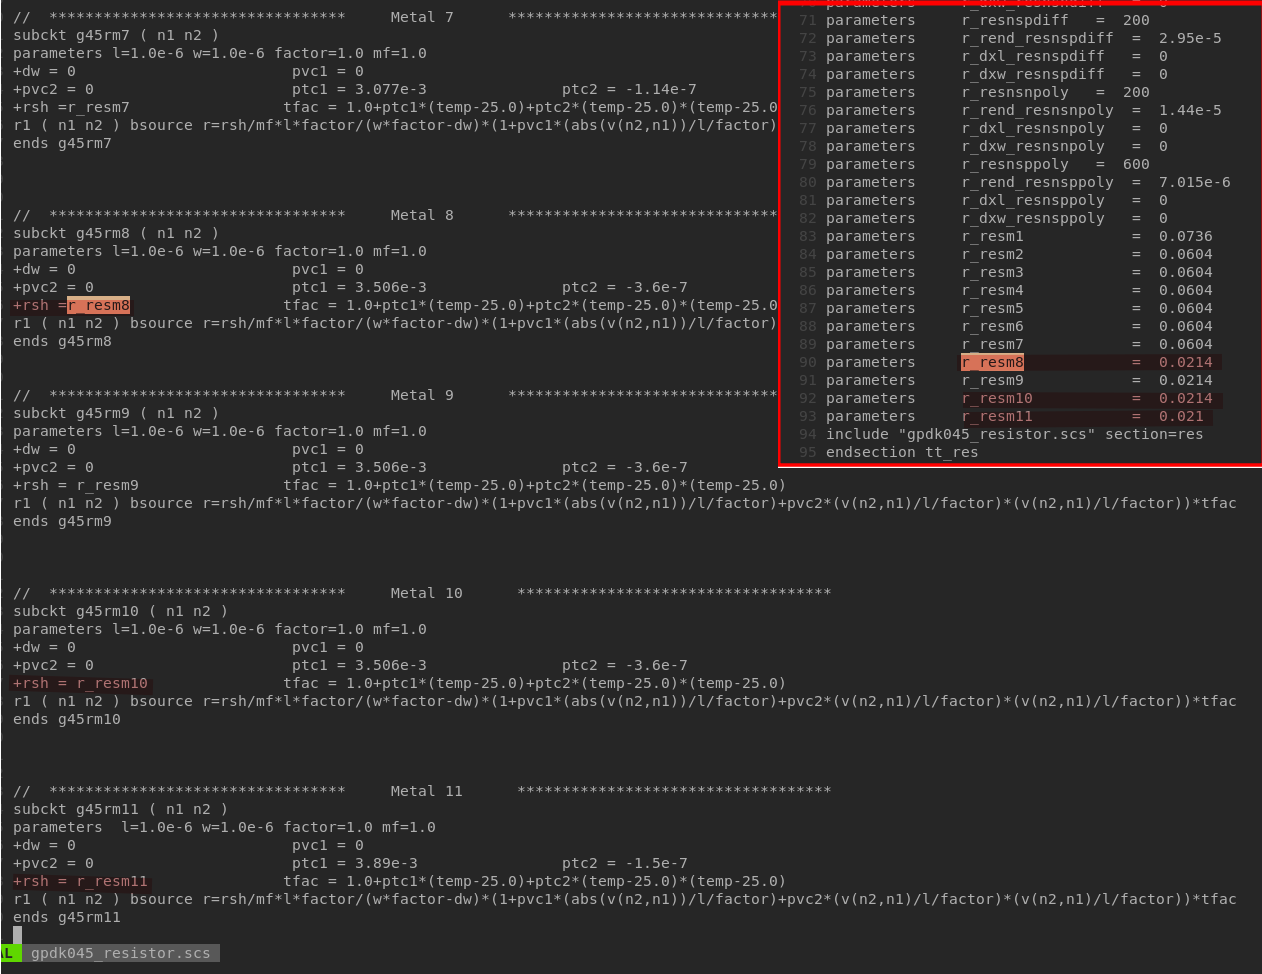 //  *********************************     Metal 7      ******************************
subckt g45rm7 ( n1 n2 )
parameters l=1.0e-6 w=1.0e-6 factor=1.0 mf=1.0
+dw = 0                        pvc1 = 0
+pvc2 = 0                      ptc1 = 3.077e-3               ptc2 = -1.14e-7
+rsh =r_resm7                 tfac = 1.0+ptc1*(temp-25.0)+ptc2*(temp-25.0)*(temp-25.0
r1 ( n1 n2 ) bsource r=rsh/mf*l*factor/(w*factor-dw)*(1+pvc1*(abs(v(n2,n1))/l/factor)
ends g45rm7
//  *********************************     Metal 8      ******************************
subckt g45rm8 ( n1 n2 )
parameters l=1.0e-6 w=1.0e-6 factor=1.0 mf=1.0
+dw = 0                        pvc1 = 0
+pvc2 = 0                      ptc1 = 3.506e-3               ptc2 = -3.6e-7
+rsh =r_resm8                 tfac = 1.0+ptc1*(temp-25.0)+ptc2*(temp-25.0)*(temp-25.0
r1 ( n1 n2 ) bsource r=rsh/mf*l*factor/(w*factor-dw)*(1+pvc1*(abs(v(n2,n1))/l/factor)
ends g45rm8
//  *********************************     Metal 9      ******************************
subckt g45rm9 ( n1 n2 )
parameters l=1.0e-6 w=1.0e-6 factor=1.0 mf=1.0
+dw = 0                        pvc1 = 0
+pvc2 = 0                      ptc1 = 3.506e-3               ptc2 = -3.6e-7
+rsh = r_resm9                tfac = 1.0+ptc1*(temp-25.0)+ptc2*(temp-25.0)*(temp-25.0)
r1 ( n1 n2 ) bsource r=rsh/mf*l*factor/(w*factor-dw)*(1+pvc1*(abs(v(n2,n1))/l/factor)+pvc2*(v(n2,n1)/l/factor)*(v(n2,n1)/l/factor))*tfac
ends g45rm9
//  *********************************     Metal 10      ***********************************
subckt g45rm10 ( n1 n2 )
parameters l=1.0e-6 w=1.0e-6 factor=1.0 mf=1.0
+dw = 0                        pvc1 = 0
+pvc2 = 0                      ptc1 = 3.506e-3               ptc2 = -3.6e-7
+rsh = r_resm10               tfac = 1.0+ptc1*(temp-25.0)+ptc2*(temp-25.0)*(temp-25.0)
r1 ( n1 n2 ) bsource r=rsh/mf*l*factor/(w*factor-dw)*(1+pvc1*(abs(v(n2,n1))/l/factor)+pvc2*(v(n2,n1)/l/factor)*(v(n2,n1)/l/factor))*tfac
ends g45rm10
//  *********************************     Metal 11      ***********************************
subckt g45rm11 ( n1 n2 )
parameters  l=1.0e-6 w=1.0e-6 factor=1.0 mf=1.0
+dw = 0                        pvc1 = 0
+pvc2 = 0                      ptc1 = 3.89e-3                ptc2 = -1.5e-7
+rsh = r_resm11               tfac = 1.0+ptc1*(temp-25.0)+ptc2*(temp-25.0)*(temp-25.0)
r1 ( n1 n2 ) bsource r=rsh/mf*l*factor/(w*factor-dw)*(1+pvc1*(abs(v(n2,n1))/l/factor)+pvc2*(v(n2,n1)/l/factor)*(v(n2,n1)/l/factor))*tfac
ends g45rm11
AL  gpdk045_resistor.scs
71 parameters     r_resnspdiff   =  200
72 parameters     r_rend_resnspdiff  =  2.95e-5
73 parameters     r_dxl_resnspdiff   =  0
74 parameters     r_dxw_resnspdiff   =  0
75 parameters     r_resnsnpoly   =  200
76 parameters     r_rend_resnsnpoly  =  1.44e-5
77 parameters     r_dxl_resnsnpoly   =  0
78 parameters     r_dxw_resnsnpoly   =  0
79 parameters     r_resnsppoly   =  600
80 parameters     r_rend_resnsppoly  =  7.015e-6
81 parameters     r_dxl_resnsppoly   =  0
82 parameters     r_dxw_resnsppoly   =  0
83 parameters     r_resm1            =  0.0736
84 parameters     r_resm2            =  0.0604
85 parameters     r_resm3            =  0.0604
86 parameters     r_resm4            =  0.0604
87 parameters     r_resm5            =  0.0604
88 parameters     r_resm6            =  0.0604
89 parameters     r_resm7            =  0.0604
90 parameters     r_resm8            =  0.0214
91 parameters     r_resm9            =  0.0214
92 parameters     r_resm10           =  0.0214
93 parameters     r_resm11           =  0.021
94 include "gpdk045_resistor.scs" section=res
95 endsection tt_res